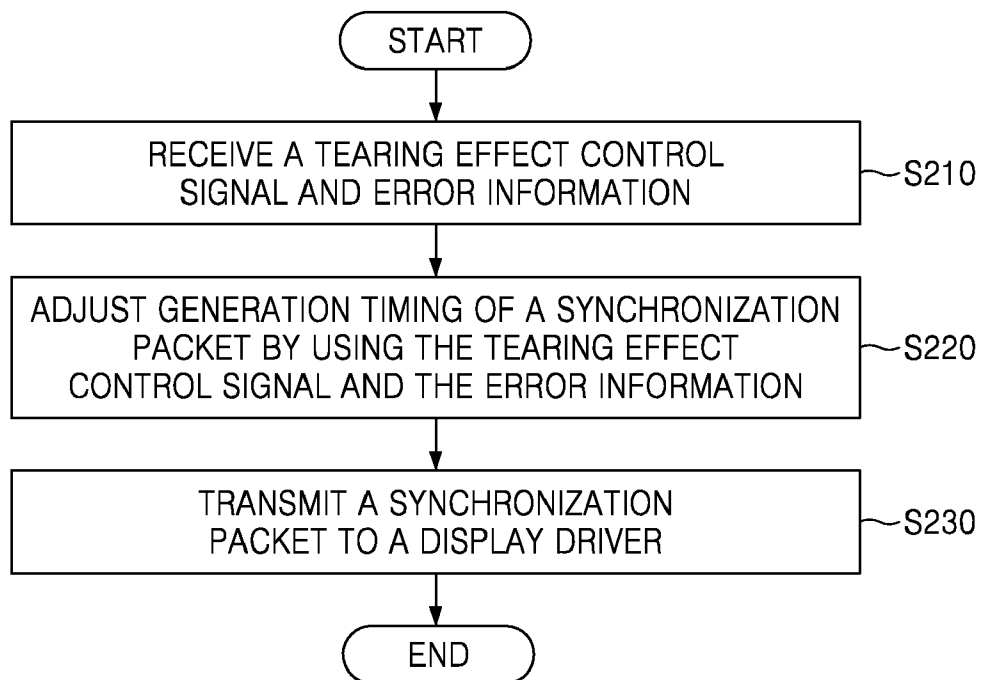 START
RECEIVE A TEARING EFFECT CONTROL
SIGNAL AND ERROR INFORMATION
S210
ADJUST GENERATION TIMING OF A SYNCHRONIZATION
PACKET BY USING THE TEARING EFFECT
CONTROL SIGNAL AND THE ERROR INFORMATION
S220
TRANSMIT A SYNCHRONIZATION
PACKET TO A DISPLAY DRIVER
S230
END